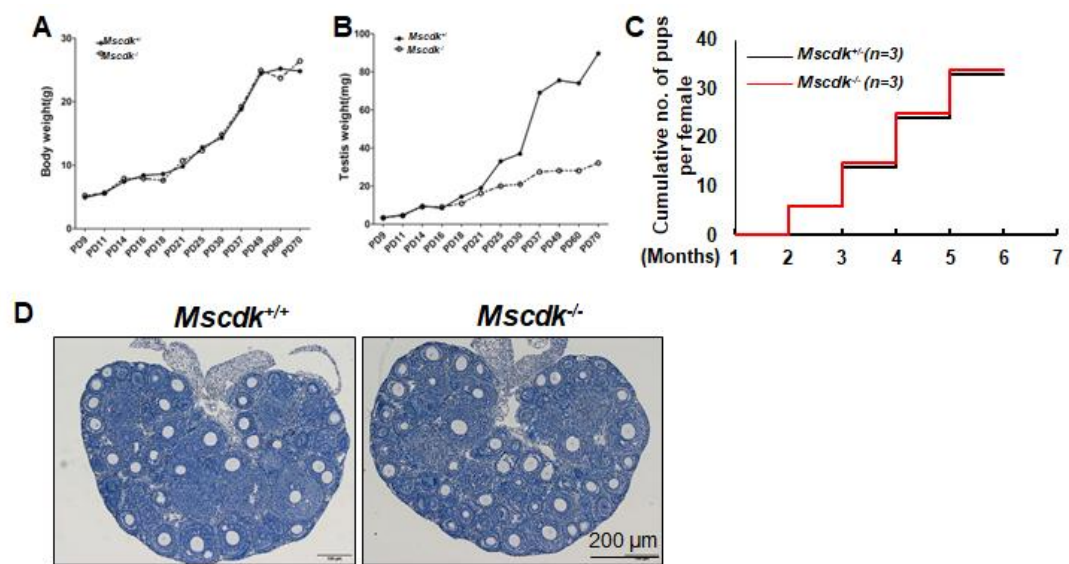 A
Mscdk+/-
Mscdk-/-
Body weight(g)
30
20
10
0
PD9 PD11 PD14 PD16 PD18 PD21 PD25 PD30 PD37 PD49 PD60 PD70
B
Mscdk+/-
Mscdk-/-
Testis weight(mg)
100
80
60
40
20
0
PD9 PD11 PD14 PD16 PD18 PD21 PD25 PD30 PD37 PD49 PD60 PD70
C
Mscdk+/-(n=3)
Mscdk-/-(n=3)
Cumulative no. of pups
per female
40
30
20
10
0
(Months) 1 2 3 4 5 6 7
D
Mscdk+/+
Mscdk-/-
200 µm